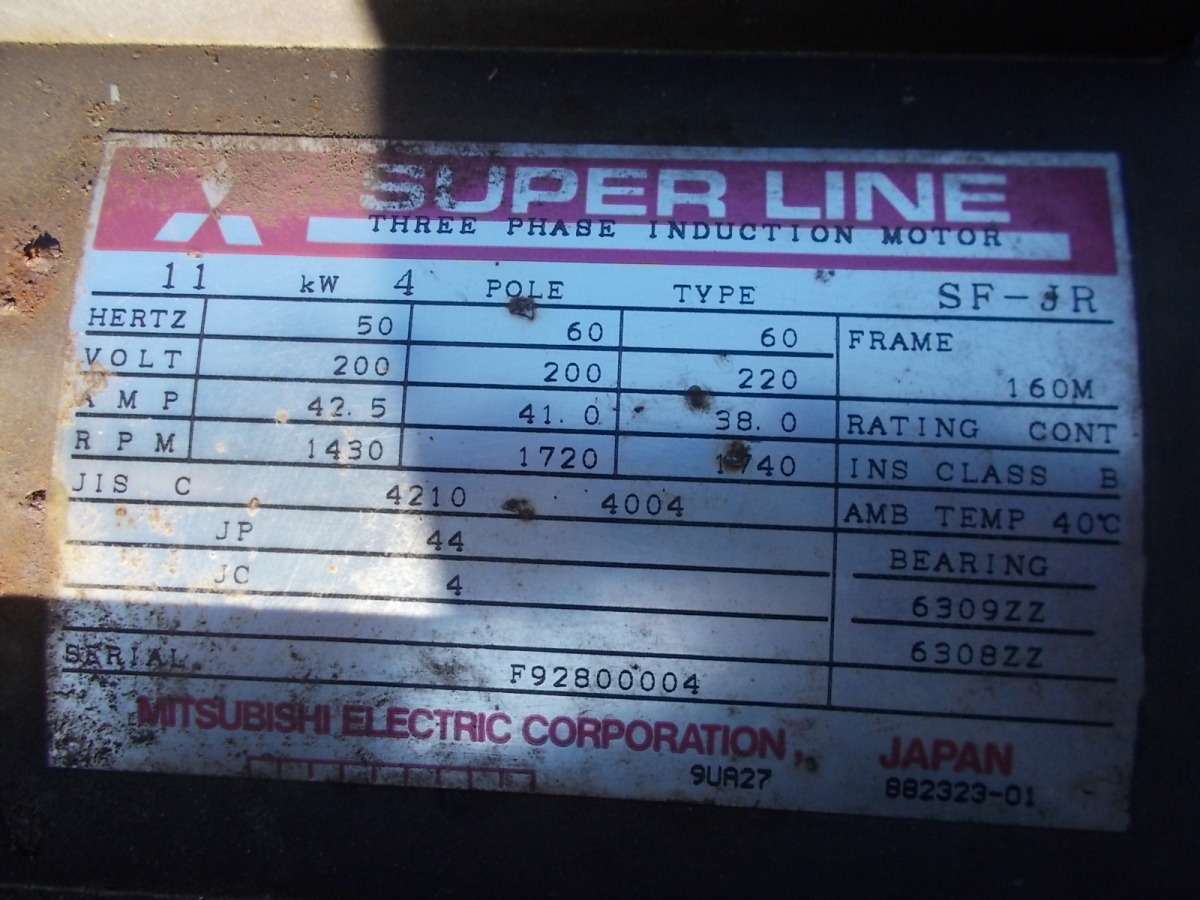 SUPER LINE
THREE PHASE INDUCTION MOTOR
11 kW 4 POLE TYPE SF-JR
HERTZ 50 60 60 FRAME
VOLT 200 200 220 160M
AMP 42.5 41.0 38.0 RATING CONT
RPM 1430 1720 1740 INS CLASS B
JIS C 4210 4004 AMB TEMP 40℃
JP 44 BEARING
JC 4 6309ZZ
6308ZZ
SERIAL F92800004
MITSUBISHI ELECTRIC CORPORATION, JAPAN
9UA27 882323-01